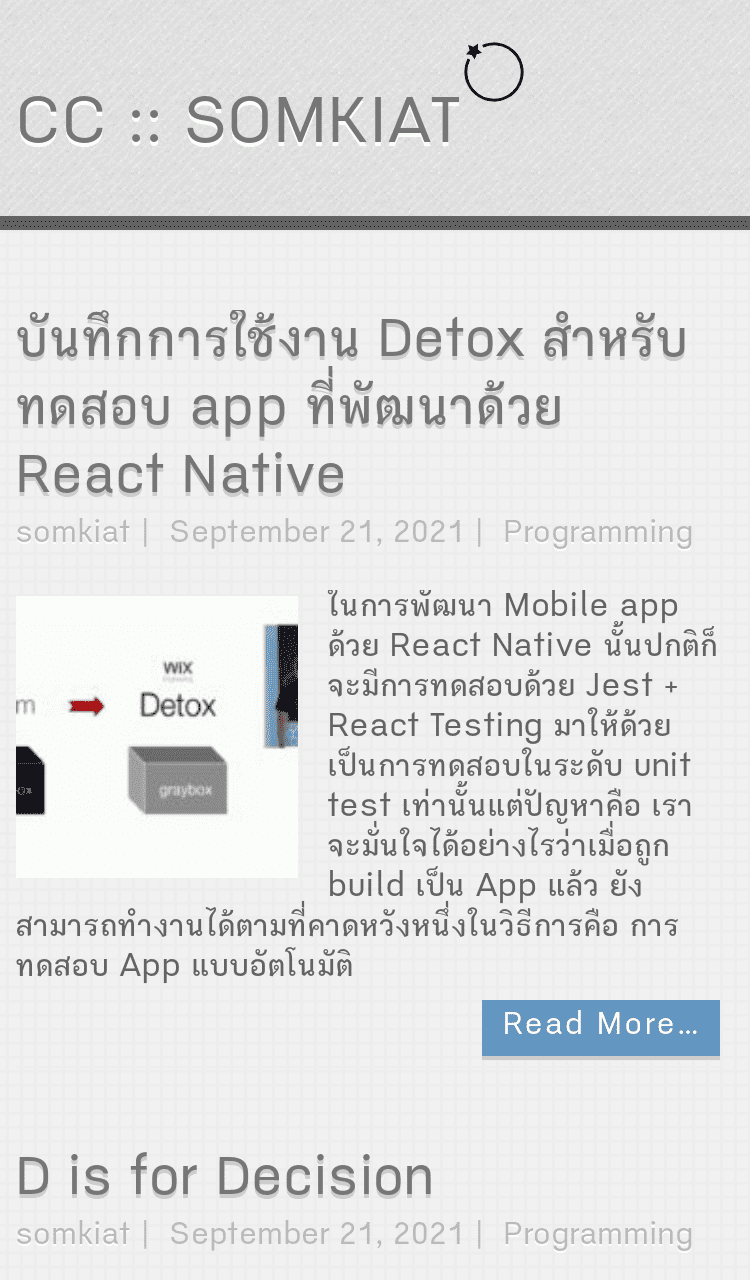 CC :: SOMKIAT
บันทึกการใช้งาน Detox สำหรับ
ทดสอบ app ที่พัฒนาด้วย
React Native
somkiat | September 21, 2021 | Programming
wix
Detox
graybox
ในการพัฒนา Mobile app
ด้วย React Native นั้นปกติก็
จะมีการทดสอบด้วย Jest +
React Testing มาให้ด้วย
เป็นการทดสอบในระดับ unit
test เท่านั้นแต่ปัญหาคือ เรา
จะมั่นใจได้อย่างไรว่าเมื่อถูก
build เป็น App แล้ว ยัง
สามารถทำงานได้ตามที่คาดหวังหนึ่งในวิธีการคือ การ
ทดสอบ App แบบอัตโนมัติ
Read More…
D is for Decision
somkiat | September 21, 2021 | Programming